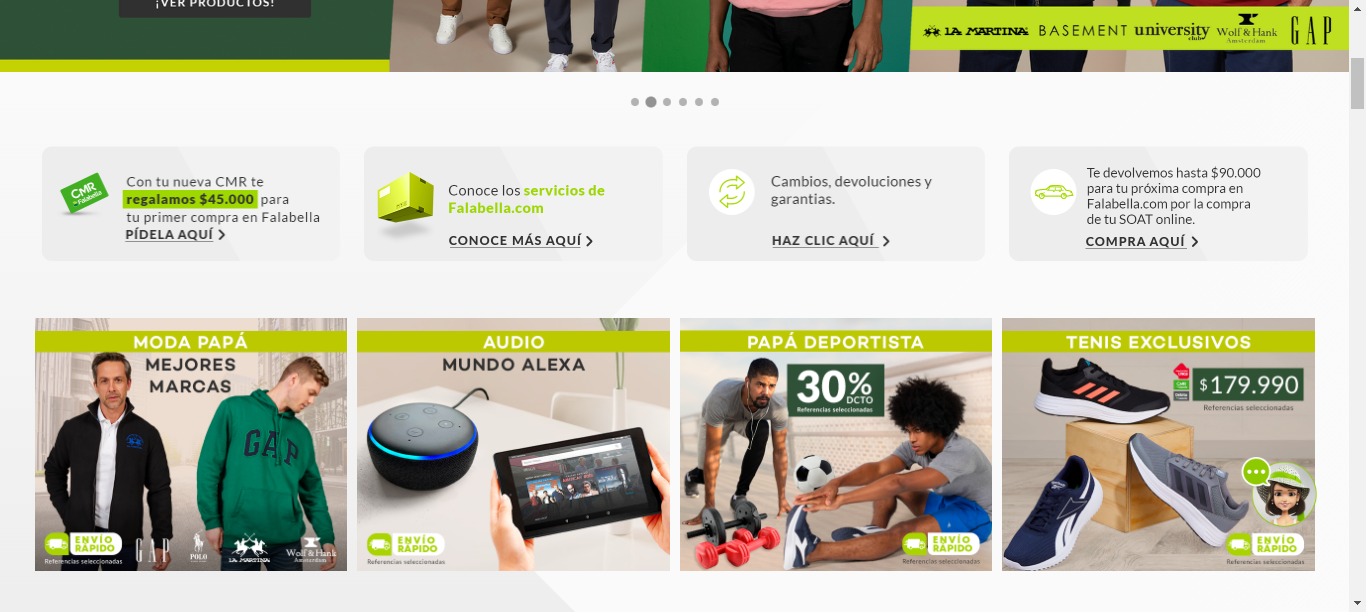 ¡VER PRODUCTOS!
LA MARTINA BASEMENT university club Wolf & Hank Amsterdam GAP
Con tu nueva CMR te
regalamos $45.000 para
tu primer compra en Falabella
PÍDELA AQUÍ
CMR
Falabella
Conoce los servicios de
Falabella.com
CONOCE MÁS AQUÍ
Cambios, devoluciones y
garantias.
HAZ CLIC AQUÍ
Te devolvemos hasta $90.000
para tu próxima compra en
Falabella.com por la compra
de tu SOAT online.
COMPRA AQUÍ
MODA PAPÁ
MEJORES
MARCAS
GAP
ENVÍO
RÁPIDO
Referencias seleccionadas
GAP POLO LA MARTINA Wolf & Hank Amsterdam
AUDIO
MUNDO ALEXA
ENVÍO
RÁPIDO
Referencias seleccionadas
PAPÁ DEPORTISTA
30% DCTO
Referencias seleccionadas
ENVÍO
RÁPIDO
Referencias seleccionadas
TENIS EXCLUSIVOS
$179.990
Referencias seleccionadas
Reebok
ENVÍO
RÁPIDO
Referencias seleccionadas